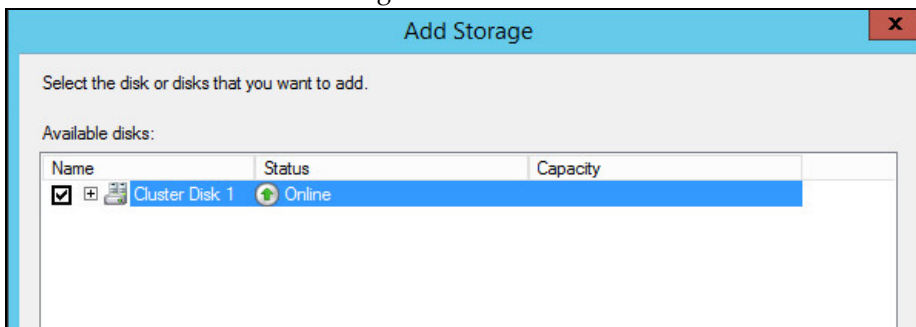 Add Storage
x
Select the disk or disks that you want to add.
Available disks:
Name Status Capacity
Cluster Disk 1 Online